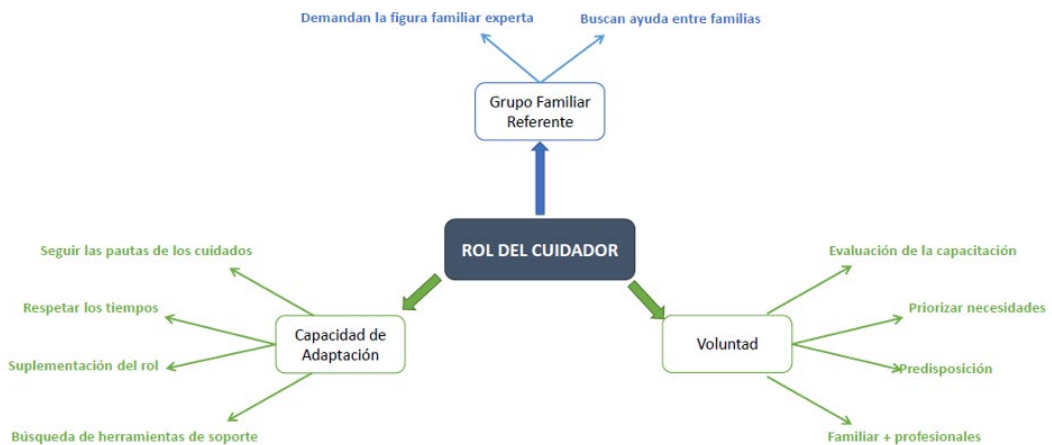 Demandan la figura familiar experta
Buscan ayuda entre familias
Grupo Familiar
Referente
ROL DEL CUIDADOR
Seguir las pautas de los cuidados
Respetar los tiempos
Suplementación del rol
Búsqueda de herramientas de soporte
Capacidad de
Adaptación
Voluntad
Evaluación de la capacitación
Priorizar necesidades
Predisposición
Familiar + profesionales